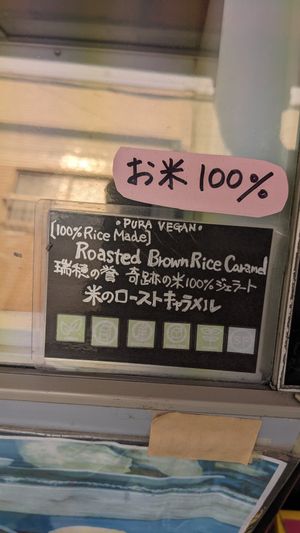 お米100%
・PURA VEGAN・
[100%Rice Made]
Roasted Brown Rice Caramel
瑞穂の誉 奇跡の米100%ジェラート
米のローストキャラメル